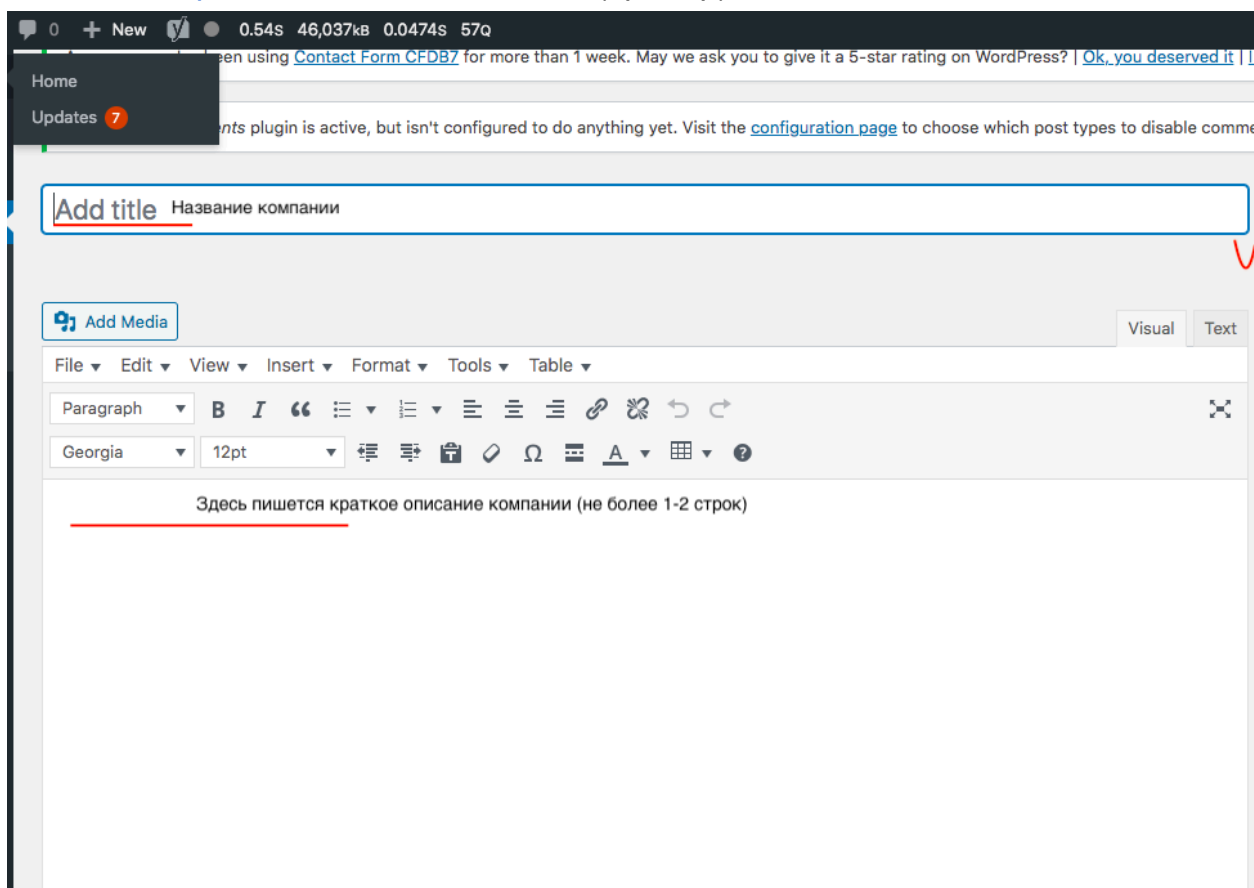 0 + New 0.54s 46,037kB 0.0474s 57Q
een using Contact Form CFDB7 for more than 1 week. May we ask you to give it a 5-star rating on WordPress? | Ok, you deserved it |
Home
Updates 7
nts plugin is active, but isn't configured to do anything yet. Visit the configuration page to choose which post types to disable comme
Add title Название компании
Add Media
Visual Text
File Edit View Insert Format Tools Table
Paragraph B I
Georgia 12pt Ω A
Здесь пишется краткое описание компании (не более 1-2 строк)